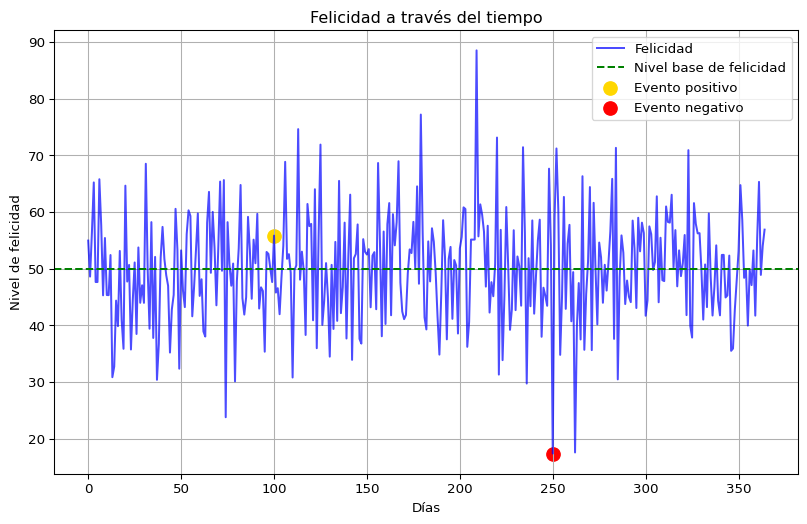 Felicidad a través del tiempo
Felicidad
Nivel base de felicidad
Evento positivo
Evento negativo
Nivel de felicidad
90
80
70
60
50
40
30
20
0 50 100 150 200 250 300 350
Días